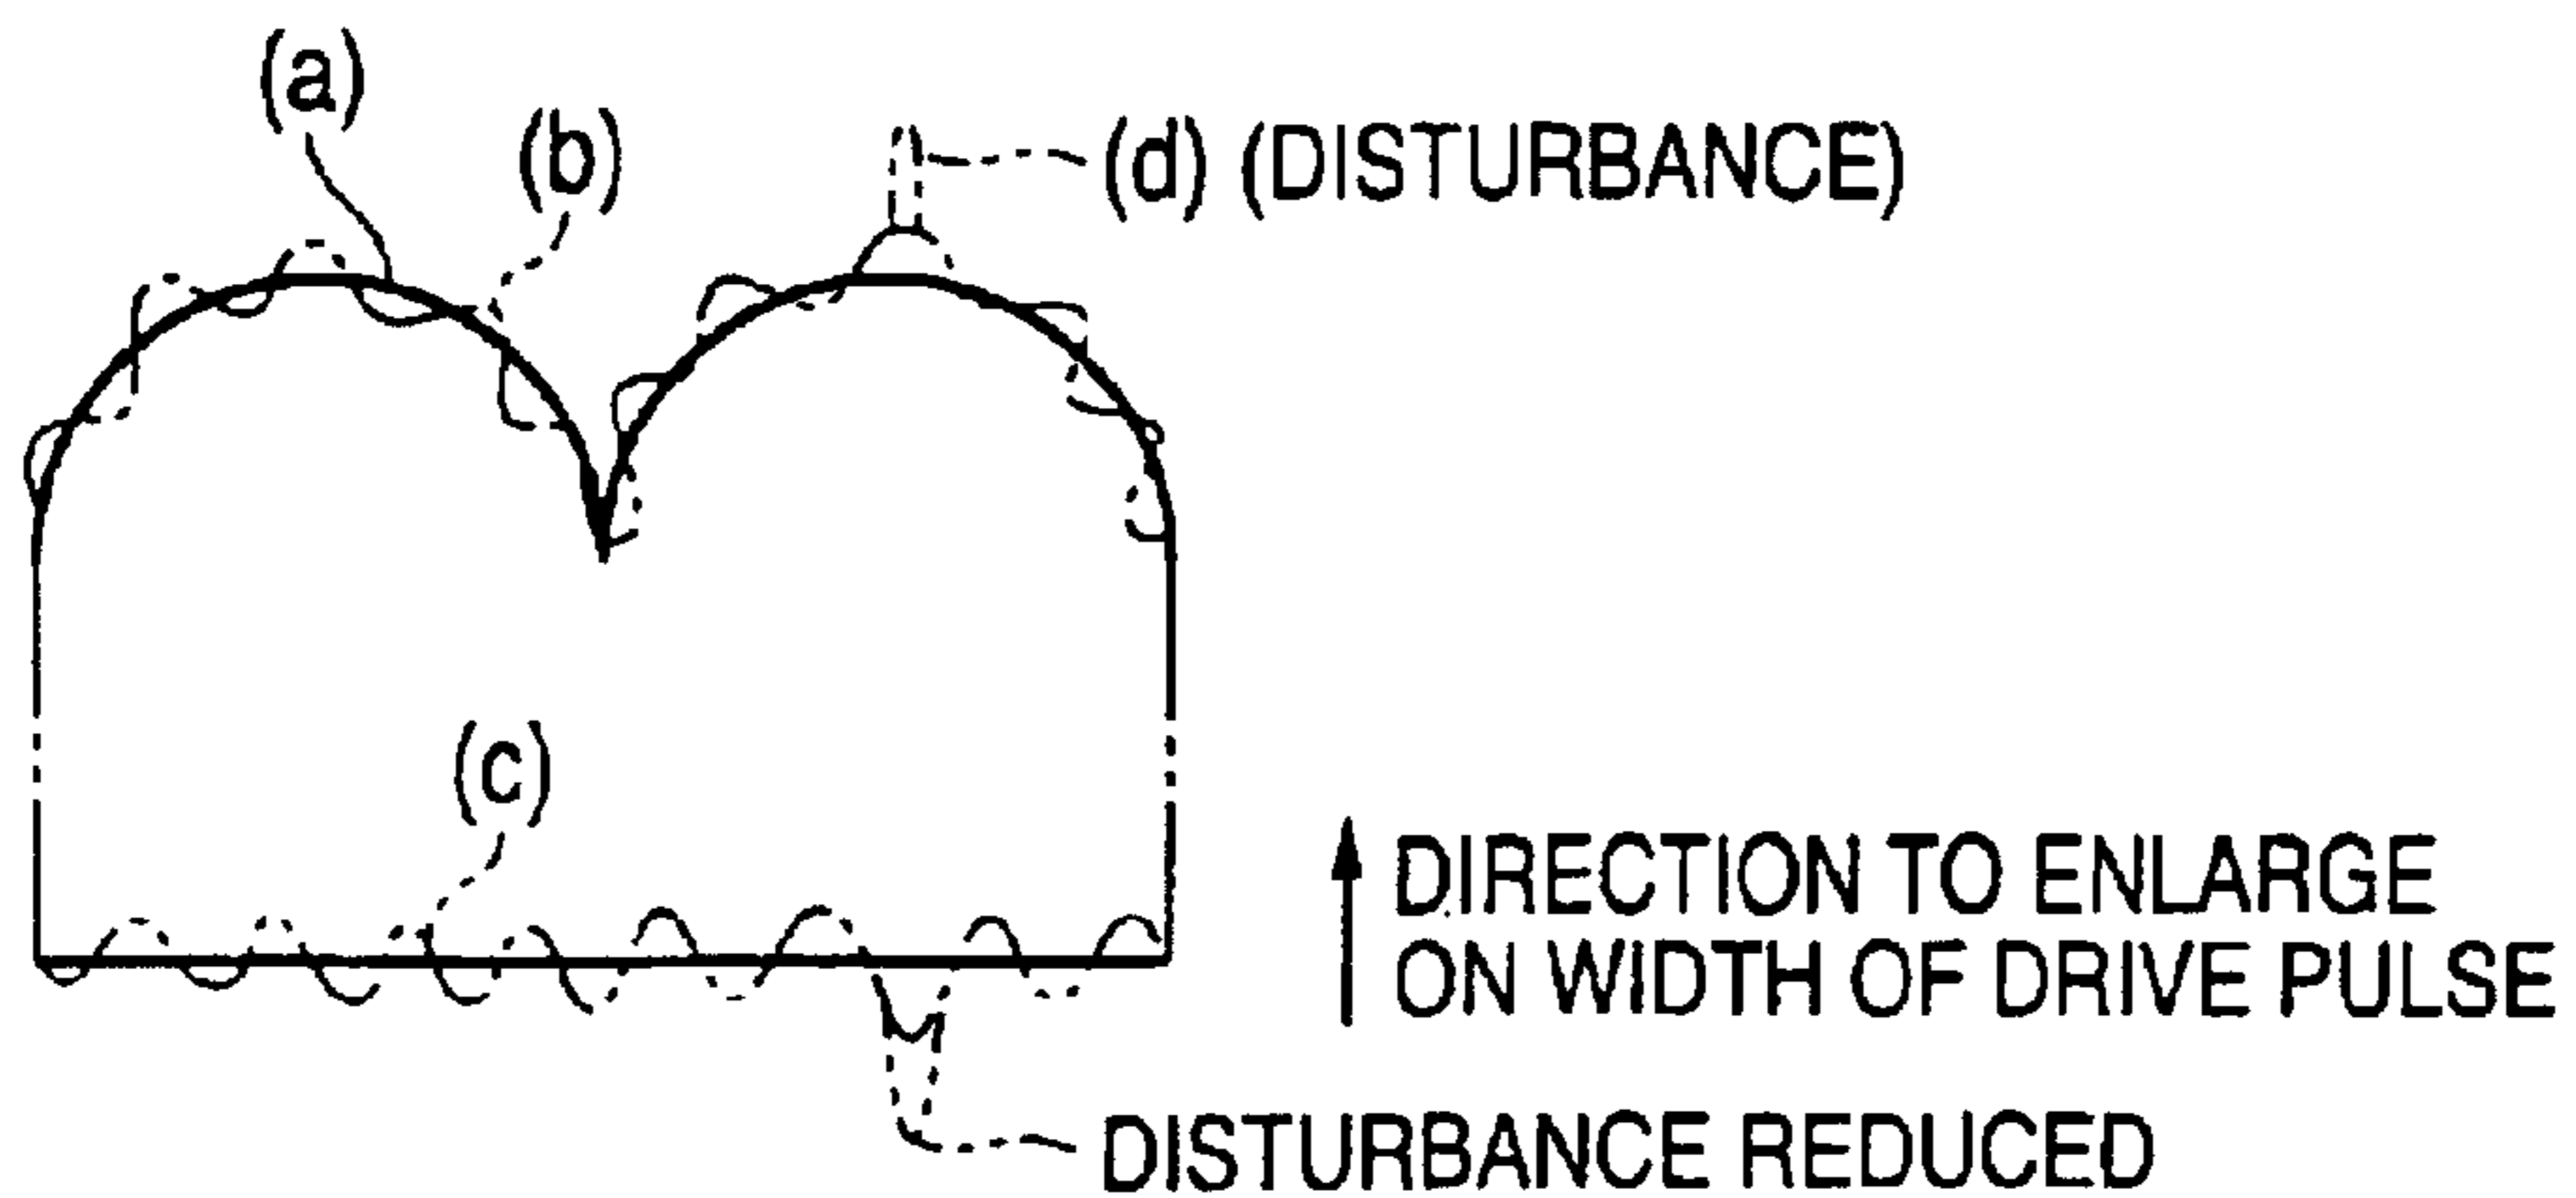 (a)
(b)
(d) (DISTURBANCE)
(c)
DIRECTION TO ENLARGE
ON WIDTH OF DRIVE PULSE
DISTURBANCE REDUCED